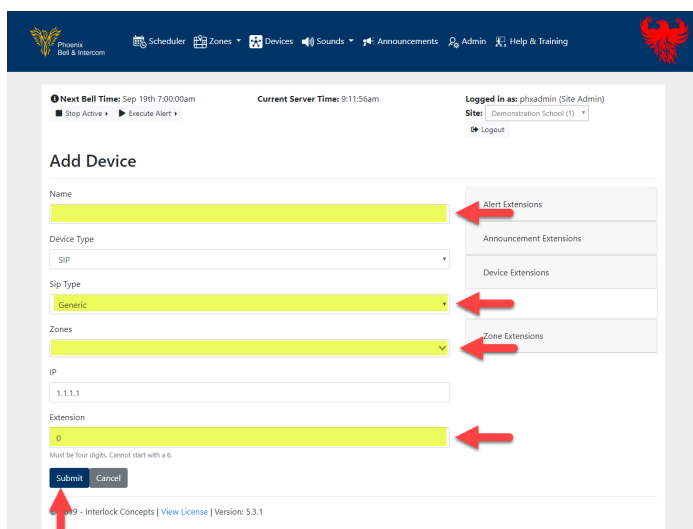 Phoenix
Bell & Intercom
Scheduler Zones Devices Sounds Announcements Admin Help & Training
Next Bell Time: Sep 19th 7:00:00am Current Server Time: 9:11:56am Logged in as: phxadmin (Site Admin)
Stop Active Execute Alert Site: Demonstration School (1)
Logout
Add Device
Name
Alert Extensions
Device Type
Announcement Extensions
SIP
Device Extensions
Sip Type
Generic
Zones
Zone Extensions
IP
1.1.1.1
Extension
0
Must be four digits. Cannot start with a 6.
Submit Cancel
19 - Interlock Concepts | View License | Version: 5.3.1